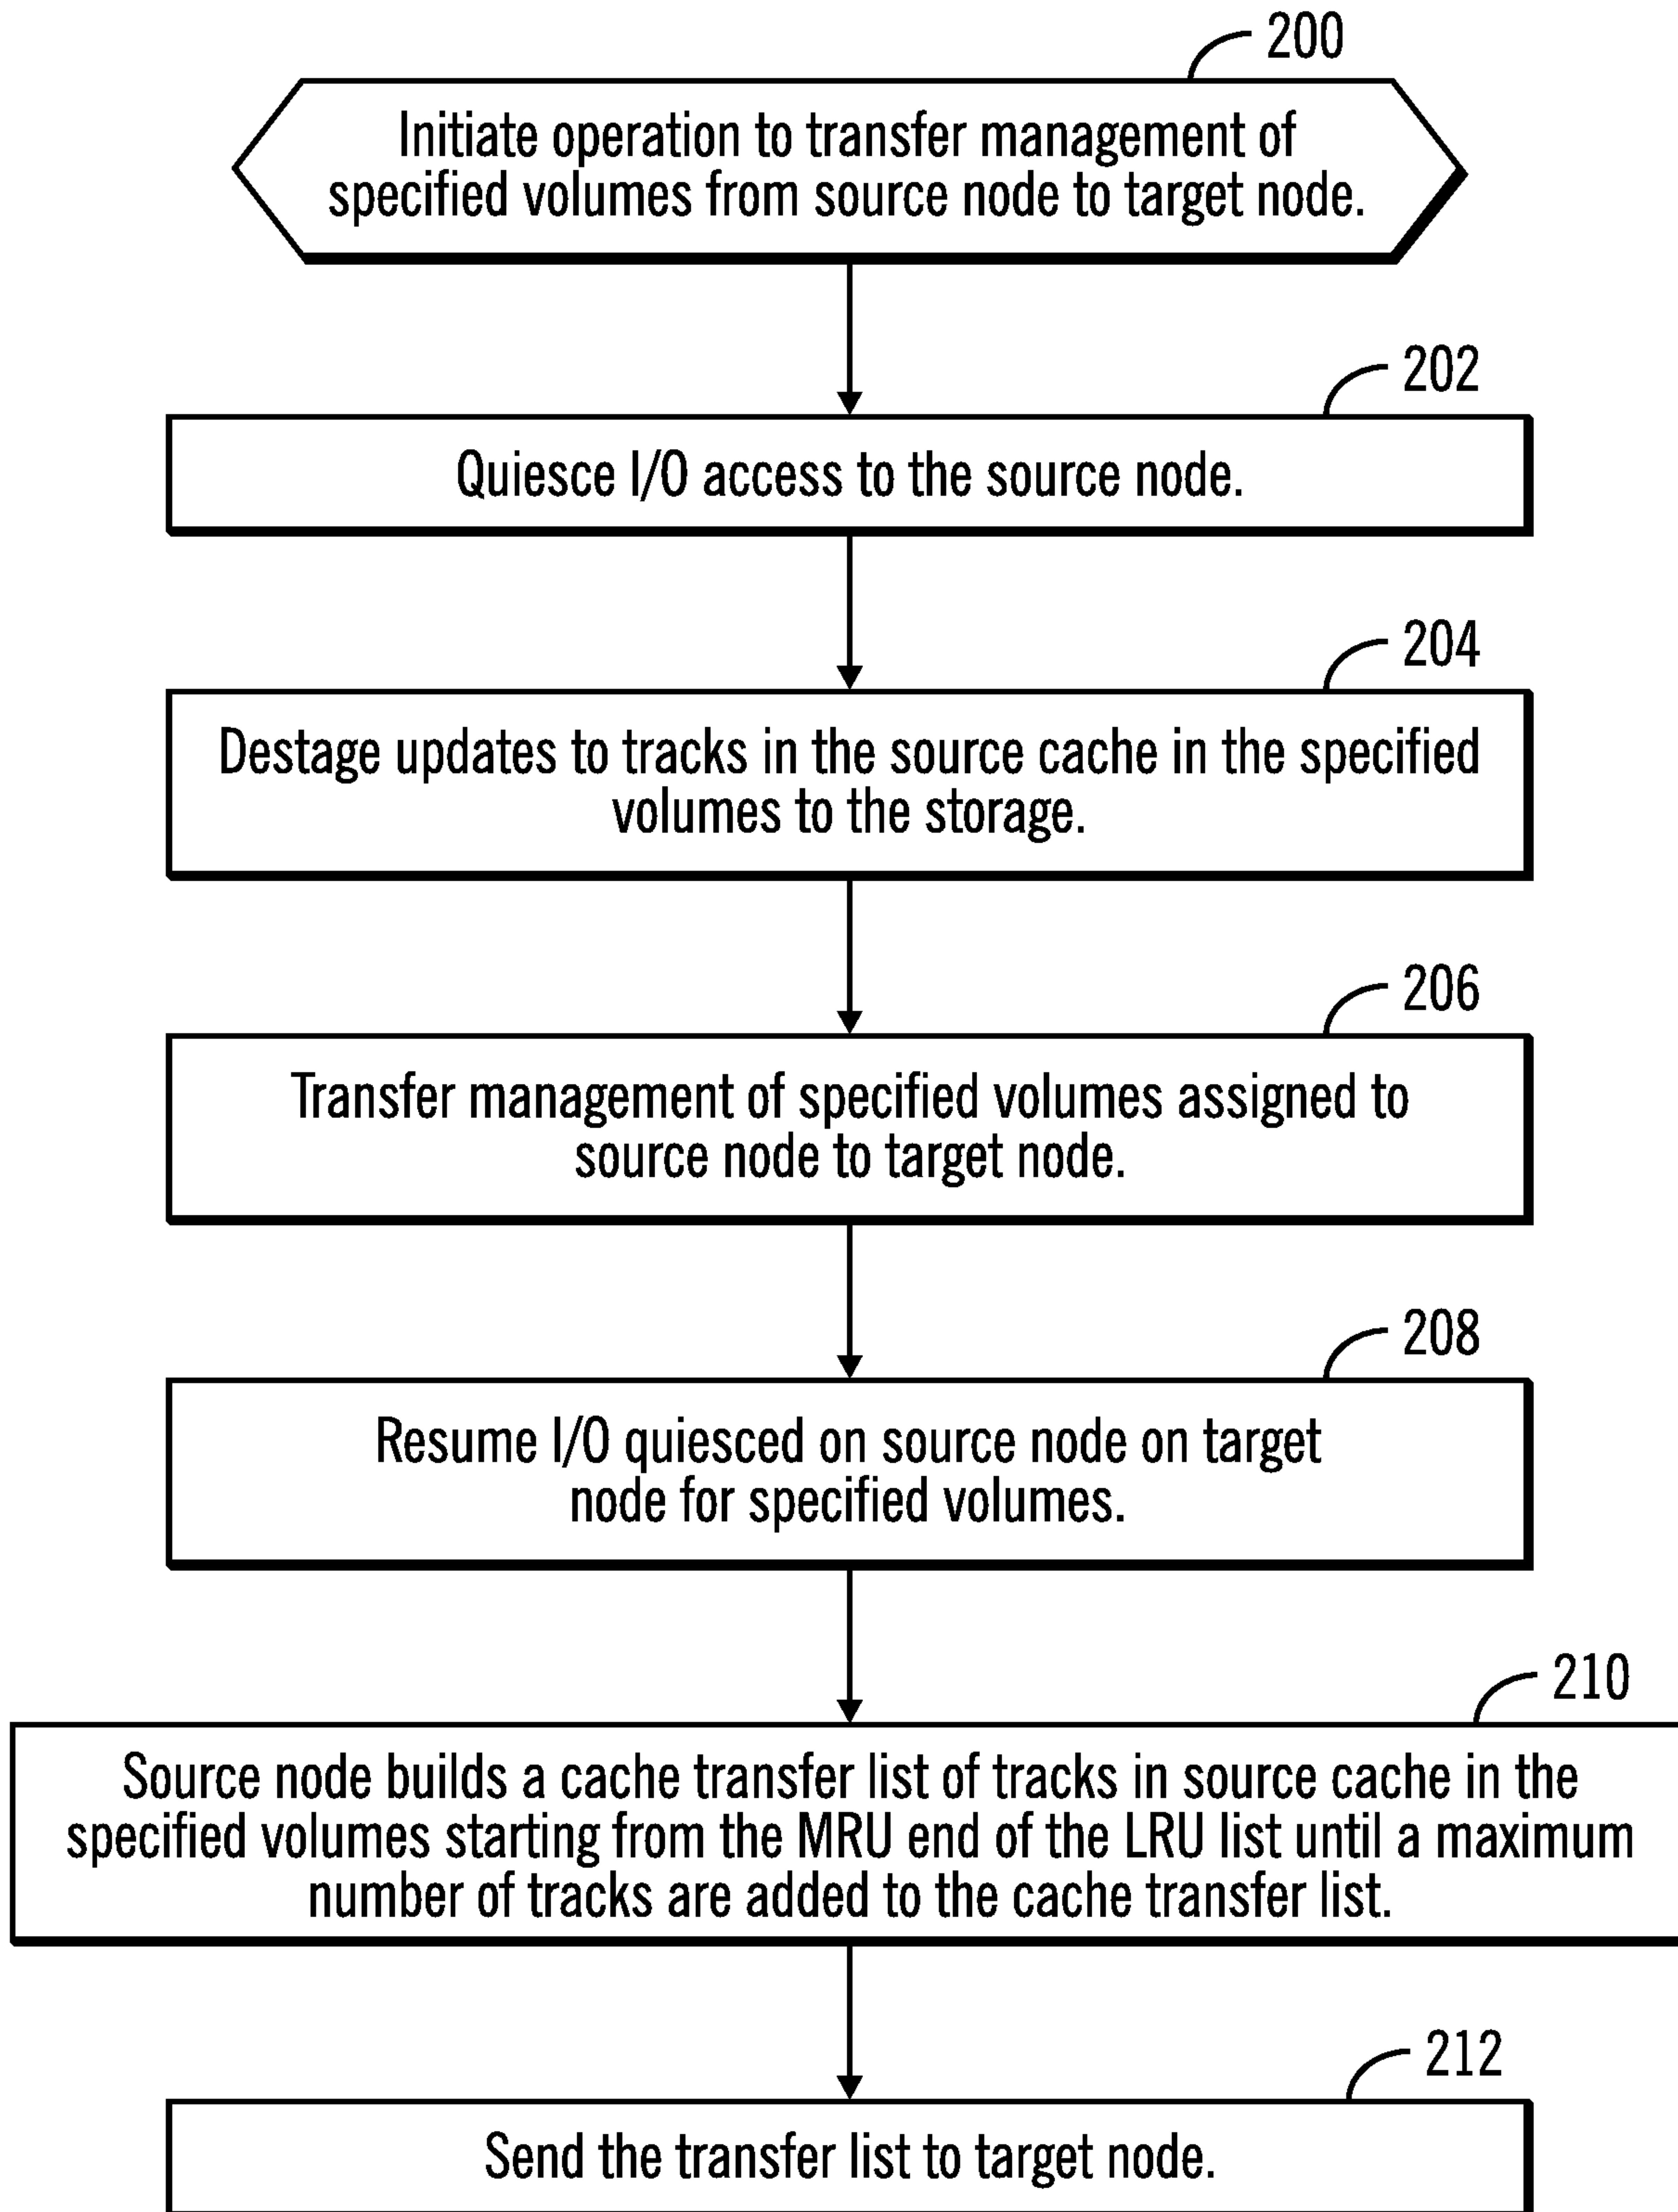 200
Initiate operation to transfer management of
specified volumes from source node to target node.
202
Quiesce I/O access to the source node.
204
Destage updates to tracks in the source cache in the specified
volumes to the storage.
206
Transfer management of specified volumes assigned to
source node to target node.
208
Resume I/O quiesced on source node on target
node for specified volumes.
210
Source node builds a cache transfer list of tracks in source cache in the
specified volumes starting from the MRU end of the LRU list until a maximum
number of tracks are added to the cache transfer list.
212
Send the transfer list to target node.